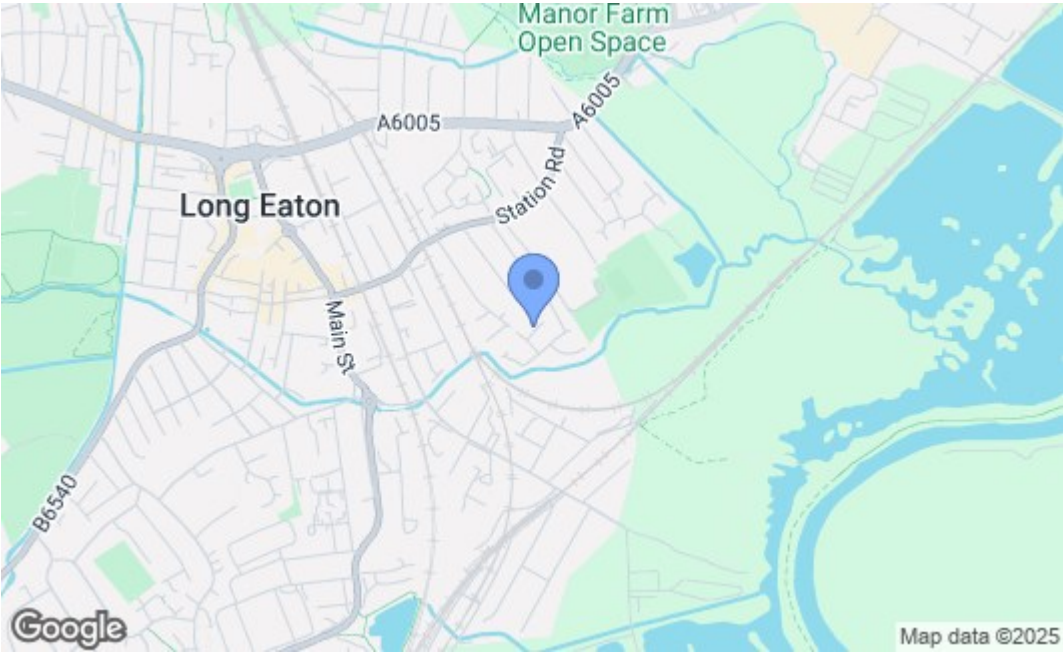 Manor Farm
Open Space
A6005
A6005
Station Rd
Long Eaton
Main St
B6540
Google
Map data ©2025